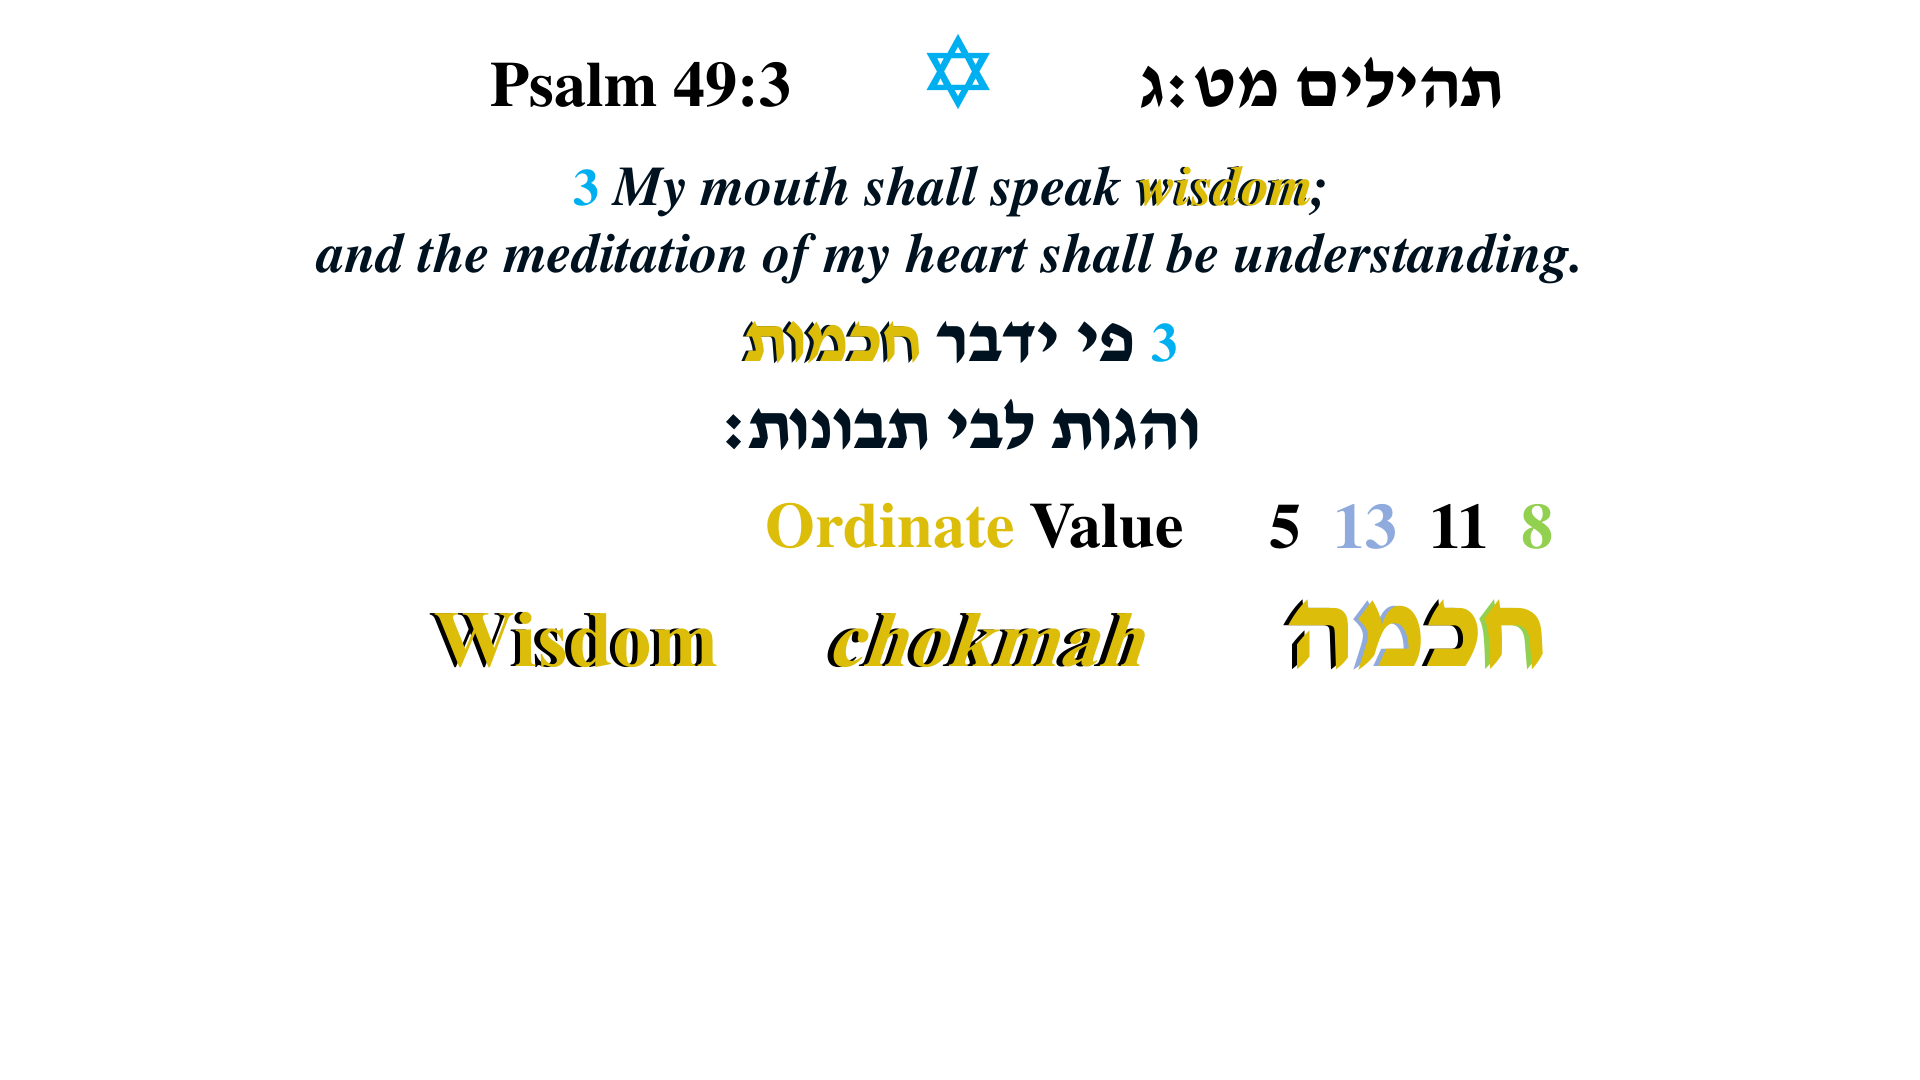 Psalm 49:3 ✡ תהילים מט:ג
3 My mouth shall speak wisdom;
and the meditation of my heart shall be understanding.
3 פי ידבר חכמות
והגות לבי תבונות:
Ordinate Value 5 13 11 8
Wisdom chokmah חכמה